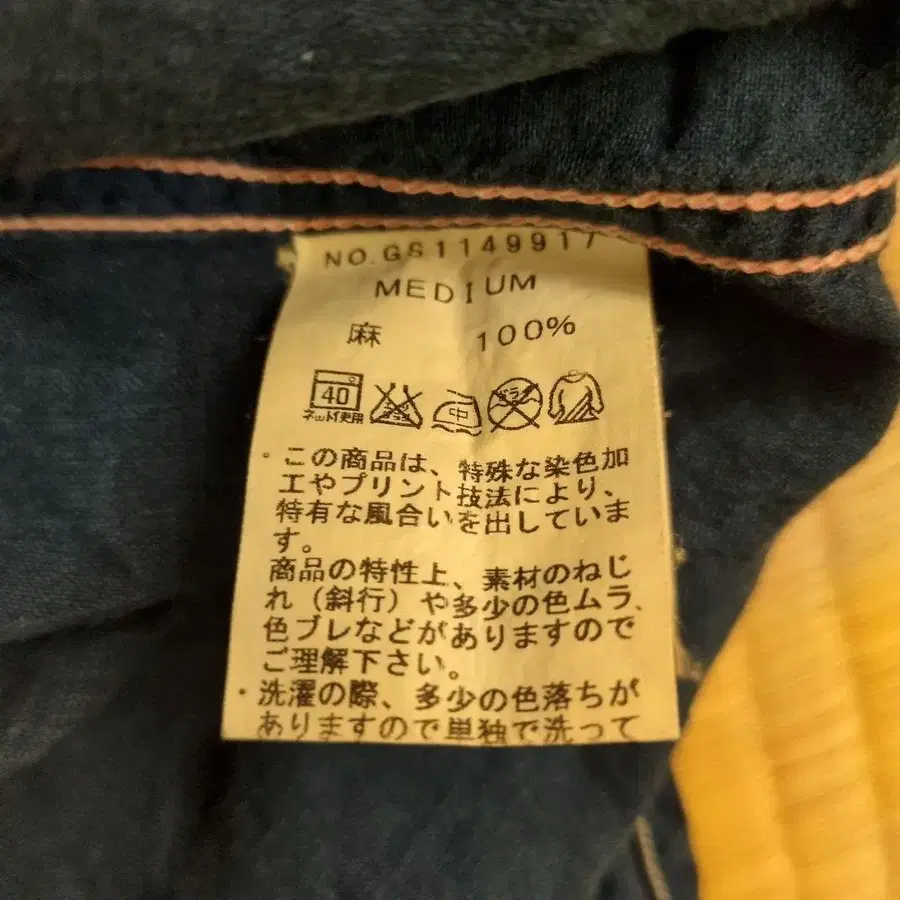 NO.GS1149917
MEDIUM
麻 100%
40 中 ドライ
ネット使用
・この商品は、特殊な染色加
工やプリント技法により、
特有な風合いを出していま
す。
商品の特性上、素材のねじ
れ（斜行）や多少の色ムラ、
色ブレなどがありますので
ご理解下さい。
・洗濯の際、多少の色落ちが
ありますので単独で洗って